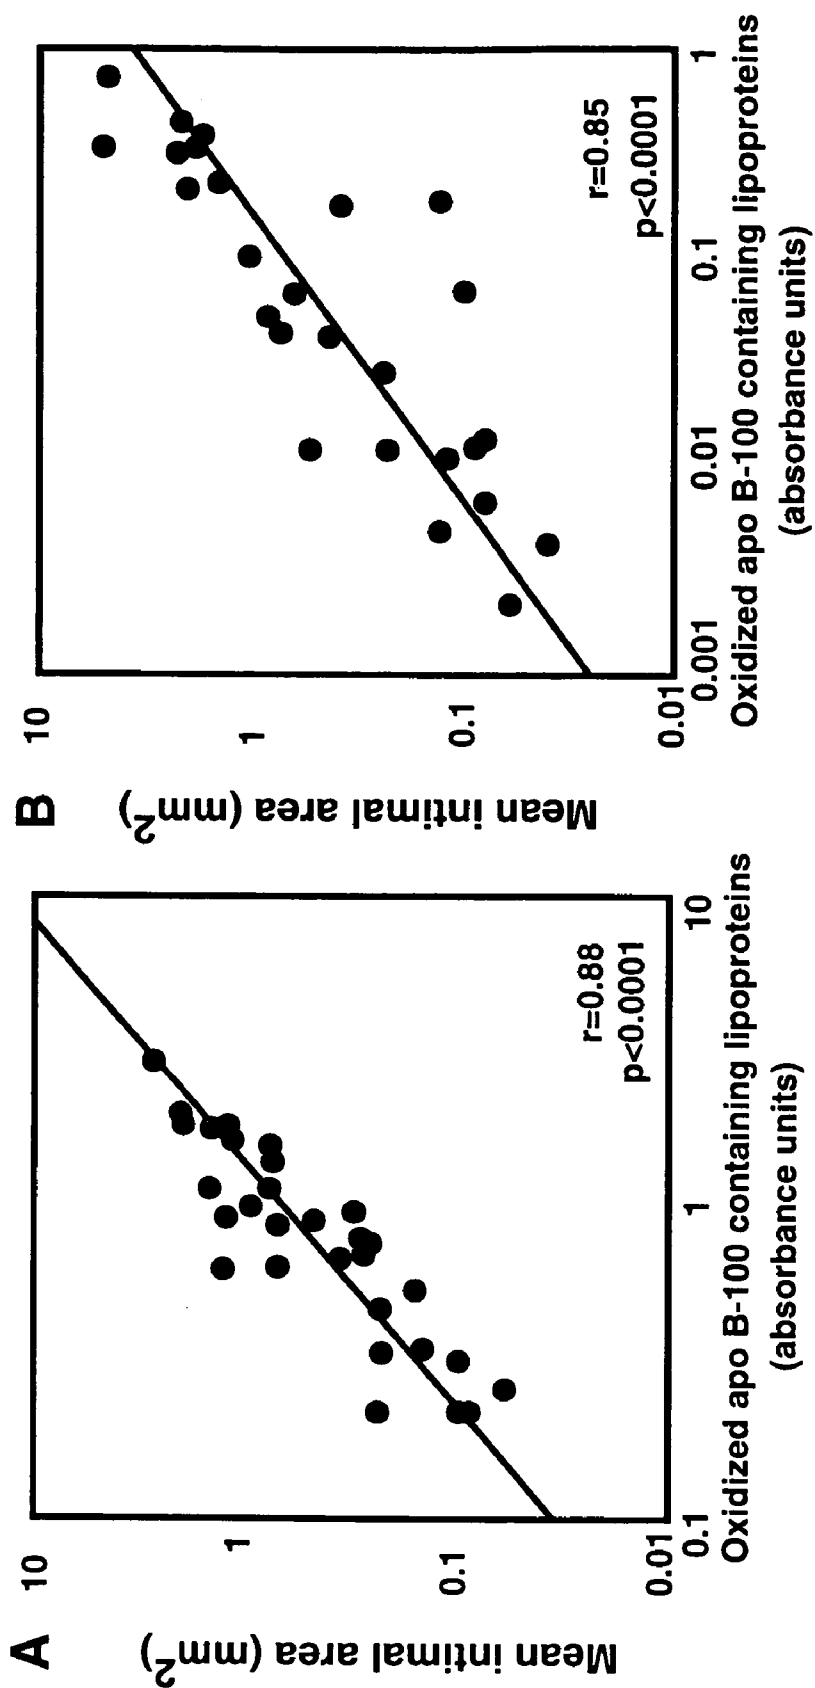 A
Mean intimal area (mm2)
10
1
0.1
0.01
r=0.88
p<0.0001
0.1
1
10
Oxidized apo B-100 containing lipoproteins
(absorbance units)
B
Mean intimal area (mm2)
10
1
0.1
0.01
r=0.85
p<0.0001
0.001
0.01
0.1
1
Oxidized apo B-100 containing lipoproteins
(absorbance units)